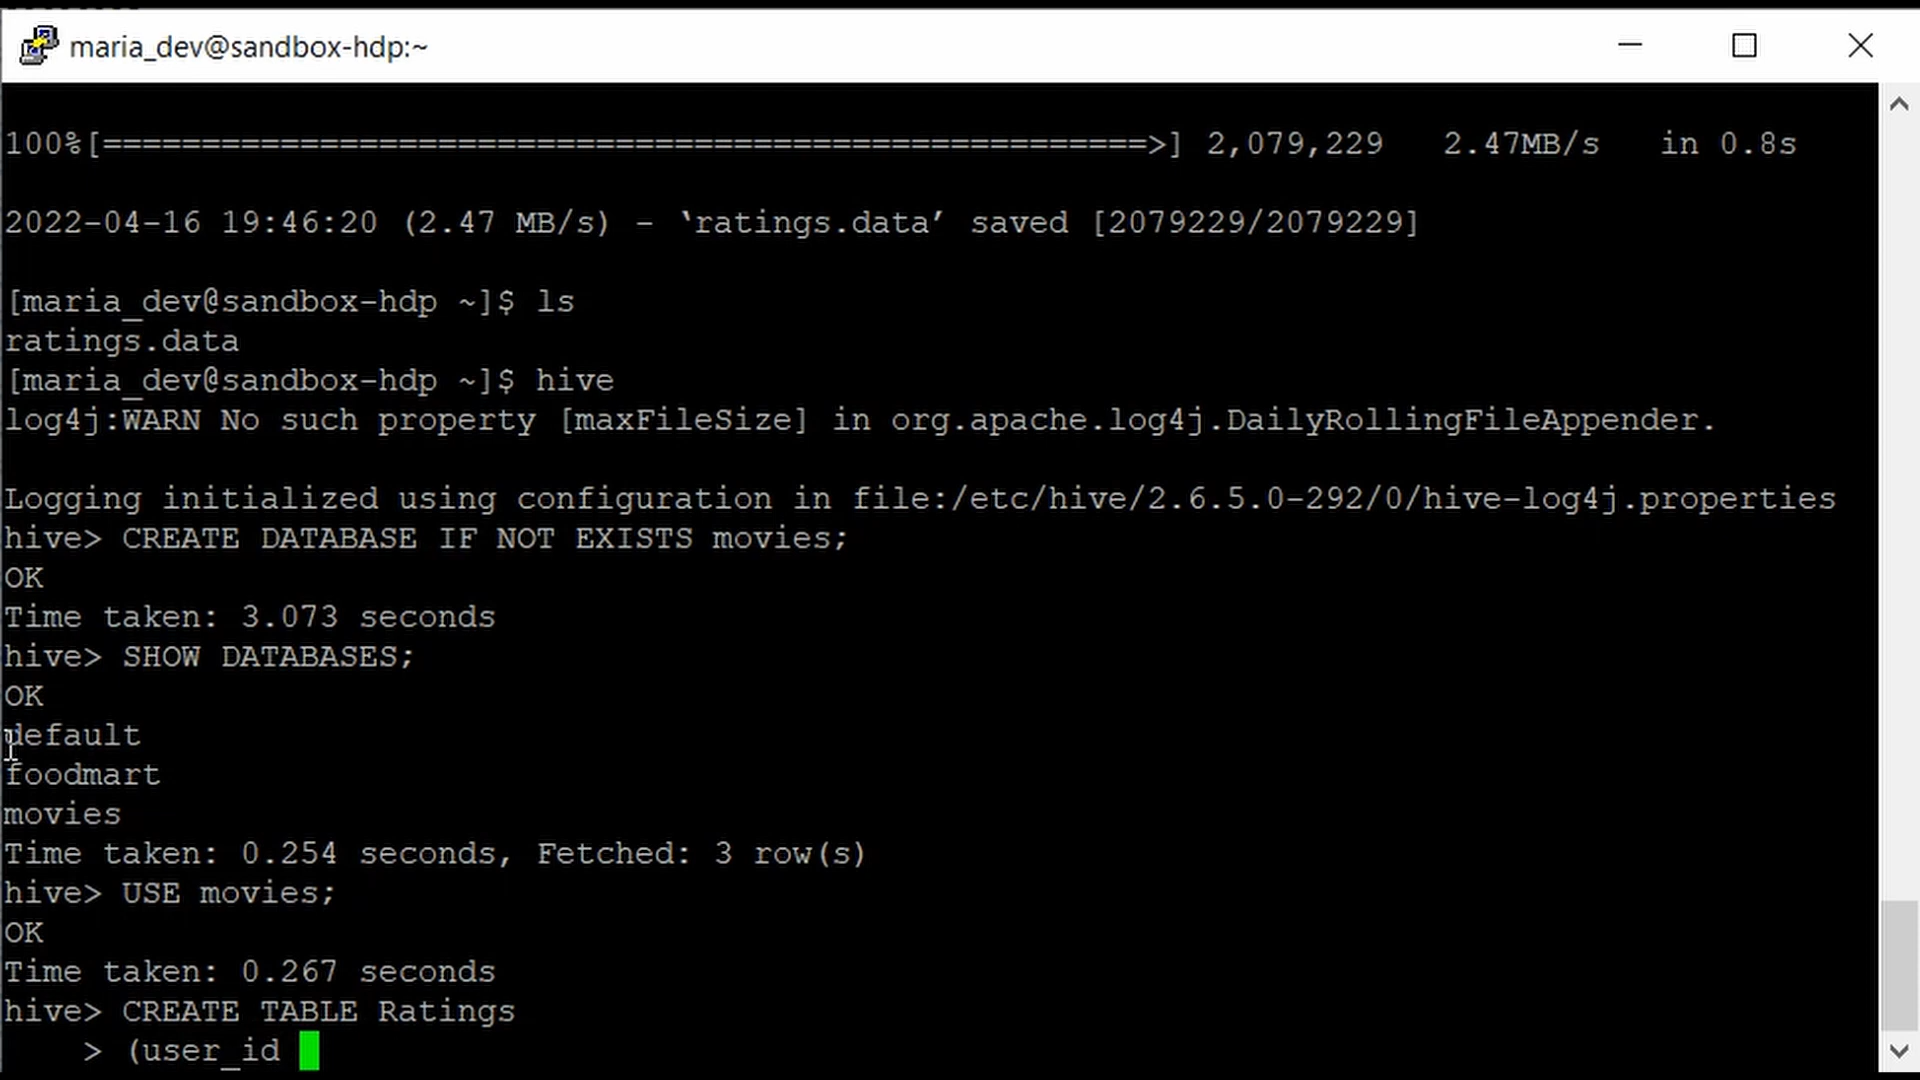 maria_dev@sandbox-hdp:~
100%[=====================================================>] 2,079,229   2.47MB/s   in 0.8s
2022-04-16 19:46:20 (2.47 MB/s) - ‘ratings.data’ saved [2079229/2079229]
[maria_dev@sandbox-hdp ~]$ ls
ratings.data
[maria_dev@sandbox-hdp ~]$ hive
log4j:WARN No such property [maxFileSize] in org.apache.log4j.DailyRollingFileAppender.
Logging initialized using configuration in file:/etc/hive/2.6.5.0-292/0/hive-log4j.properties
hive> CREATE DATABASE IF NOT EXISTS movies;
OK
Time taken: 3.073 seconds
hive> SHOW DATABASES;
OK
default
foodmart
movies
Time taken: 0.254 seconds, Fetched: 3 row(s)
hive> USE movies;
OK
Time taken: 0.267 seconds
hive> CREATE TABLE Ratings
    > (user_id